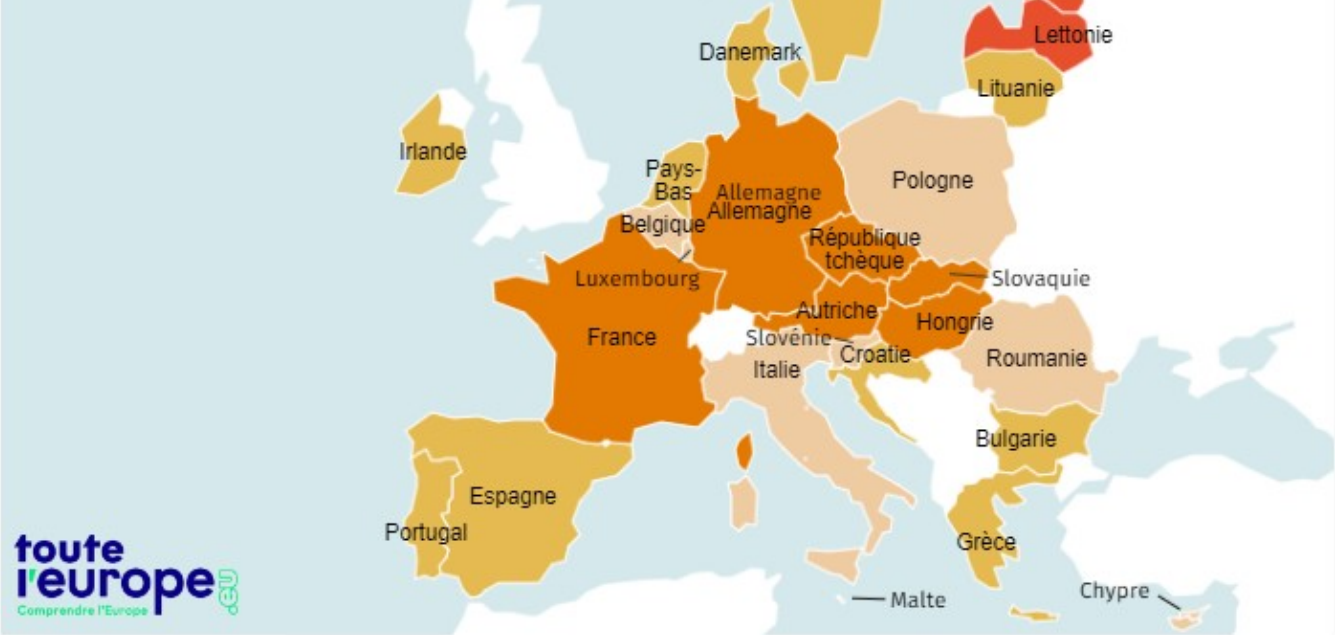 Lettonie
Danemark
Lituanie
Irlande
Pays-
Bas
Allemagne
Allemagne
Pologne
Belgique
République
tchèque
Luxembourg
Slovaquie
Autriche
Hongrie
France
Slovénie
Croatie
Roumanie
Italie
Bulgarie
Espagne
Portugal
Grèce
Chypre
Malte
toute
l'europe.eu
Comprendre l'Europe